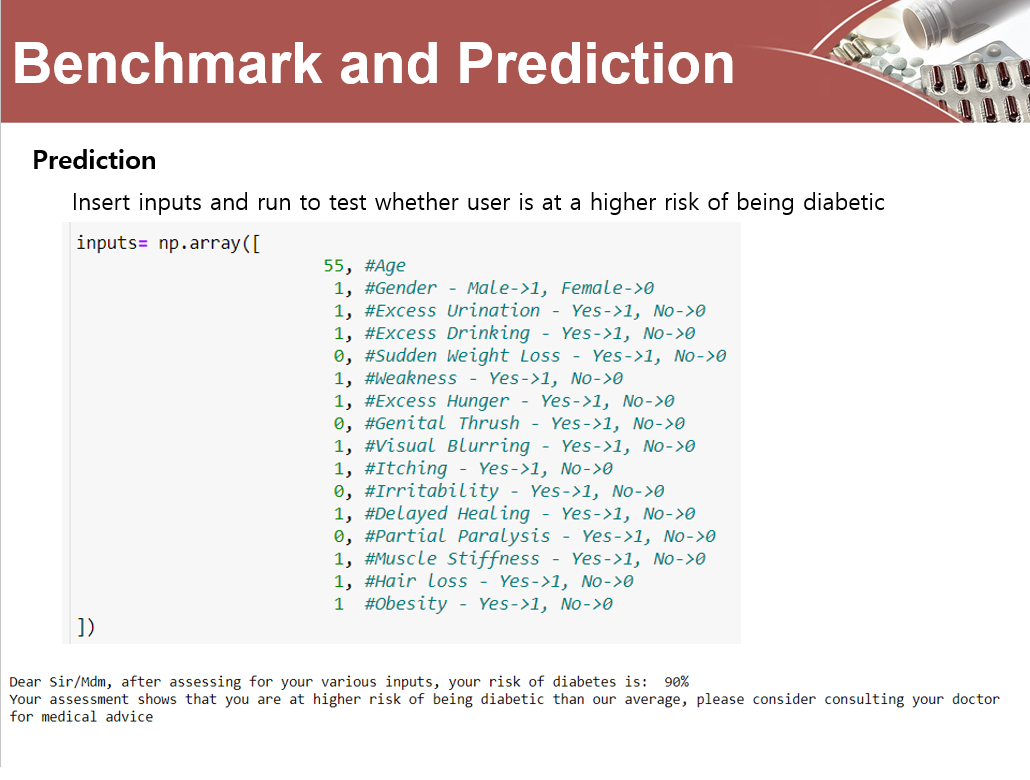 Benchmark and Prediction
Prediction
Insert inputs and run to test whether user is at a higher risk of being diabetic
inputs= np.array([
55, #Age
1, #Gender - Male->1, Female->0
1, #Excess Urination - Yes->1, No->0
1, #Excess Drinking - Yes->1, No->0
0, #Sudden Weight Loss - Yes->1, No->0
1, #Weakness - Yes->1, No->0
1, #Excess Hunger - Yes->1, No->0
0, #Genital Thrush - Yes->1, No->0
1, #Visual Blurring - Yes->1, No->0
1, #Itching - Yes->1, No->0
0, #Irritability - Yes->1, No->0
1, #Delayed Healing - Yes->1, No->0
0, #Partial Paralysis - Yes->1, No->0
1, #Muscle Stiffness - Yes->1, No->0
1, #Hair loss - Yes->1, No->0
1 #Obesity - Yes->1, No->0
])
Dear Sir/Mdm, after assessing for your various inputs, your risk of diabetes is: 90%
Your assessment shows that you are at higher risk of being diabetic than our average, please consider consulting your doctor
for medical advice